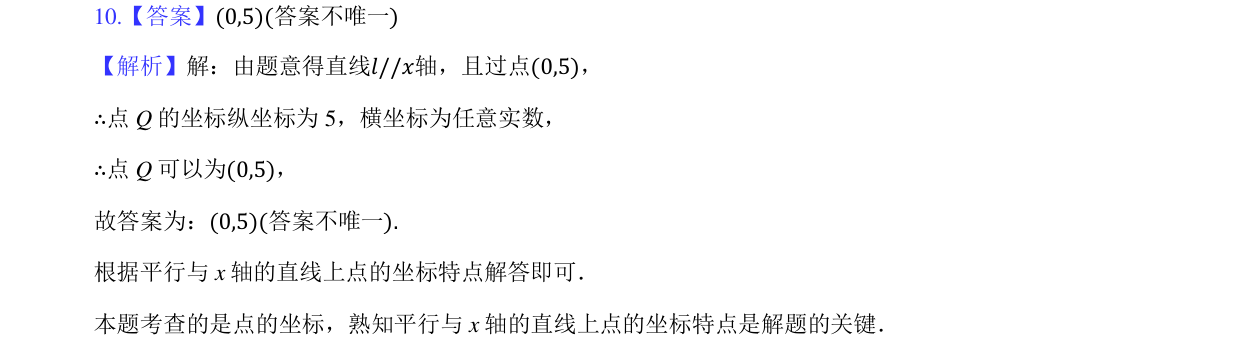 10.【答案】(0,5)(答案不唯一)
【解析】解：由题意得直线l//x轴，且过点(0,5)，
∴点 Q 的坐标纵坐标为 5，横坐标为任意实数，
∴点 Q 可以为(0,5)，
故答案为：(0,5)(答案不唯一).
根据平行与 x 轴的直线上点的坐标特点解答即可．
本题考查的是点的坐标，熟知平行与 x 轴的直线上点的坐标特点是解题的关键．